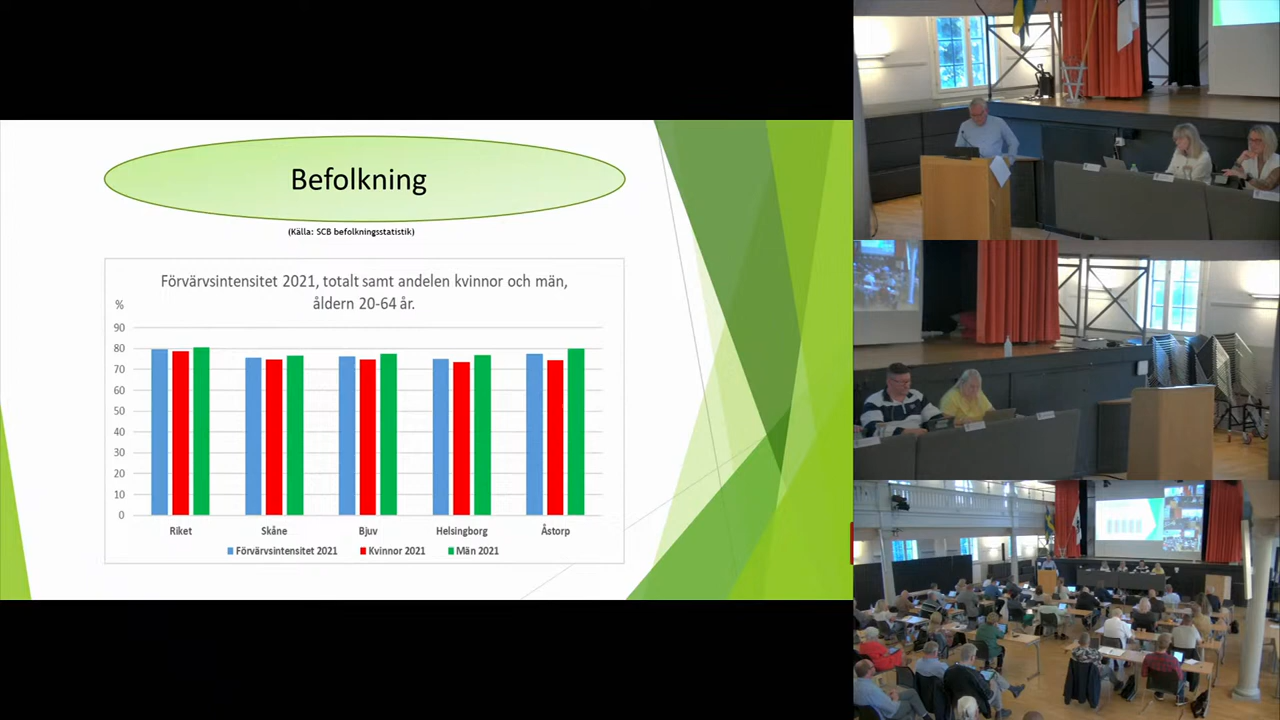 Befolkning
(Källa: SCB befolkningsstatistik)
Förvärvsintensitet 2021, totalt samt andelen kvinnor och män,
åldern 20-64 år.
%
90
80
70
60
50
40
30
20
10
0
Riket Skåne Bjuv Helsingborg Åstorp
Förvärvsintensitet 2021 Kvinnor 2021 Män 2021